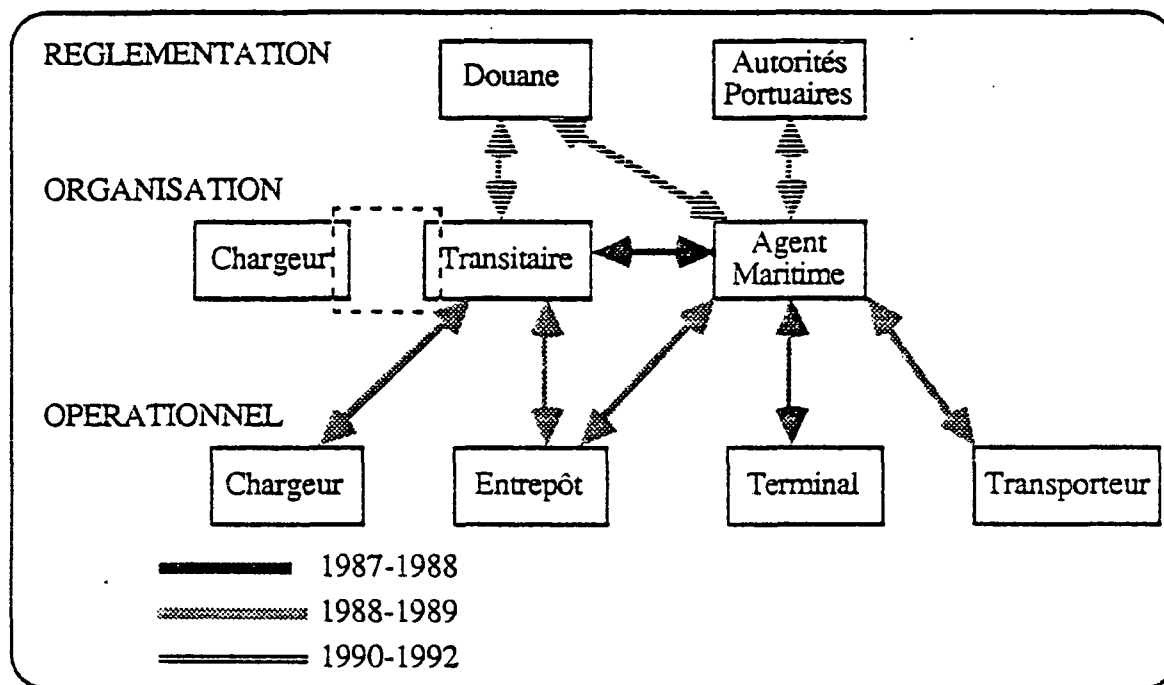 REGLEMENTATION
Douane
Autorités
Portuaires
ORGANISATION
Chargeur
Transitaire
Agent
Maritime
OPERATIONNEL
Chargeur
Entrepôt
Terminal
Transporteur
1987-1988
1988-1989
1990-1992